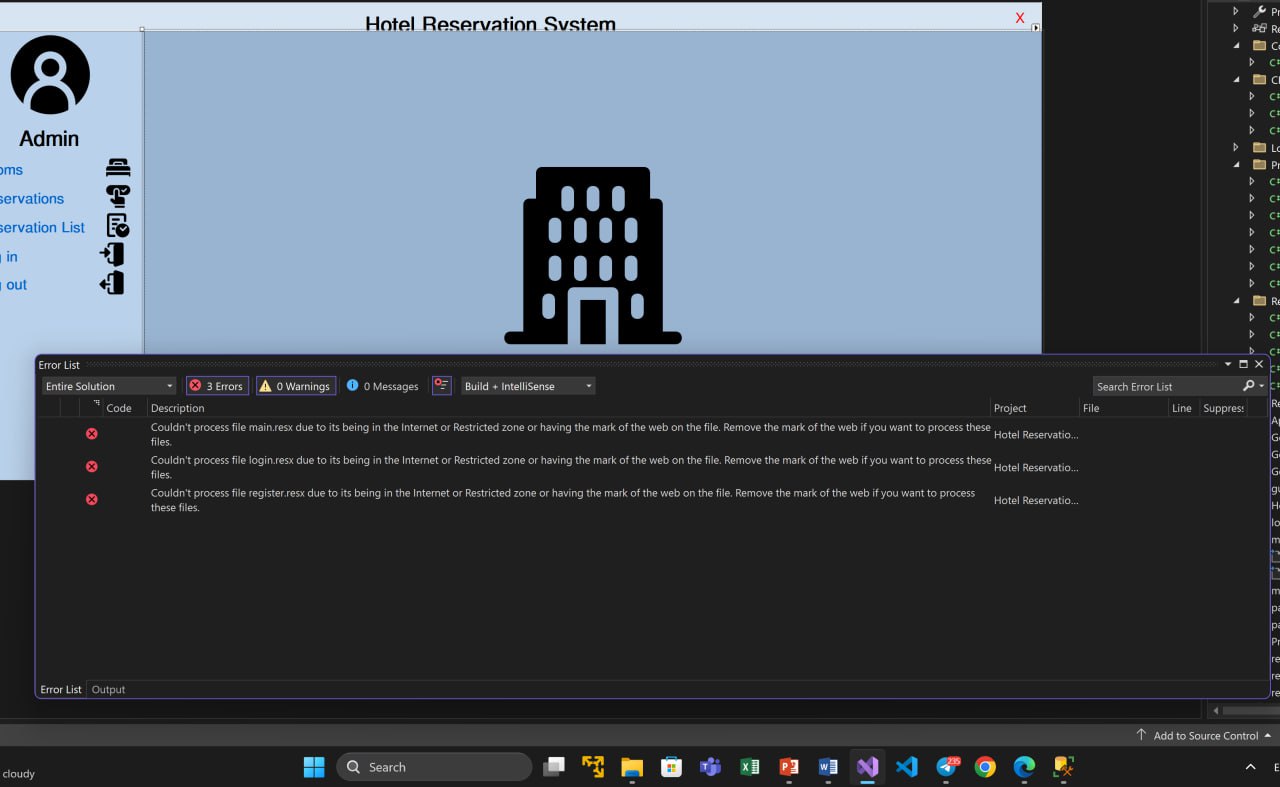 Hotel Reservation System
X
Admin
oms
servations
servation List
g in
g out
Error List
Entire Solution
3 Errors
0 Warnings
0 Messages
Build + IntelliSense
Search Error List
Code
Description
Project
File
Line
Suppress
Couldn't process file main.resx due to its being in the Internet or Restricted zone or having the mark of the web on the file. Remove the mark of the web if you want to process these
files.
Hotel Reservatio...
Couldn't process file login.resx due to its being in the Internet or Restricted zone or having the mark of the web on the file. Remove the mark of the web if you want to process these
files.
Hotel Reservatio...
Couldn't process file register.resx due to its being in the Internet or Restricted zone or having the mark of the web on the file. Remove the mark of the web if you want to process
these files.
Hotel Reservatio...
Error List
Output
Add to Source Control
cloudy
Search
235